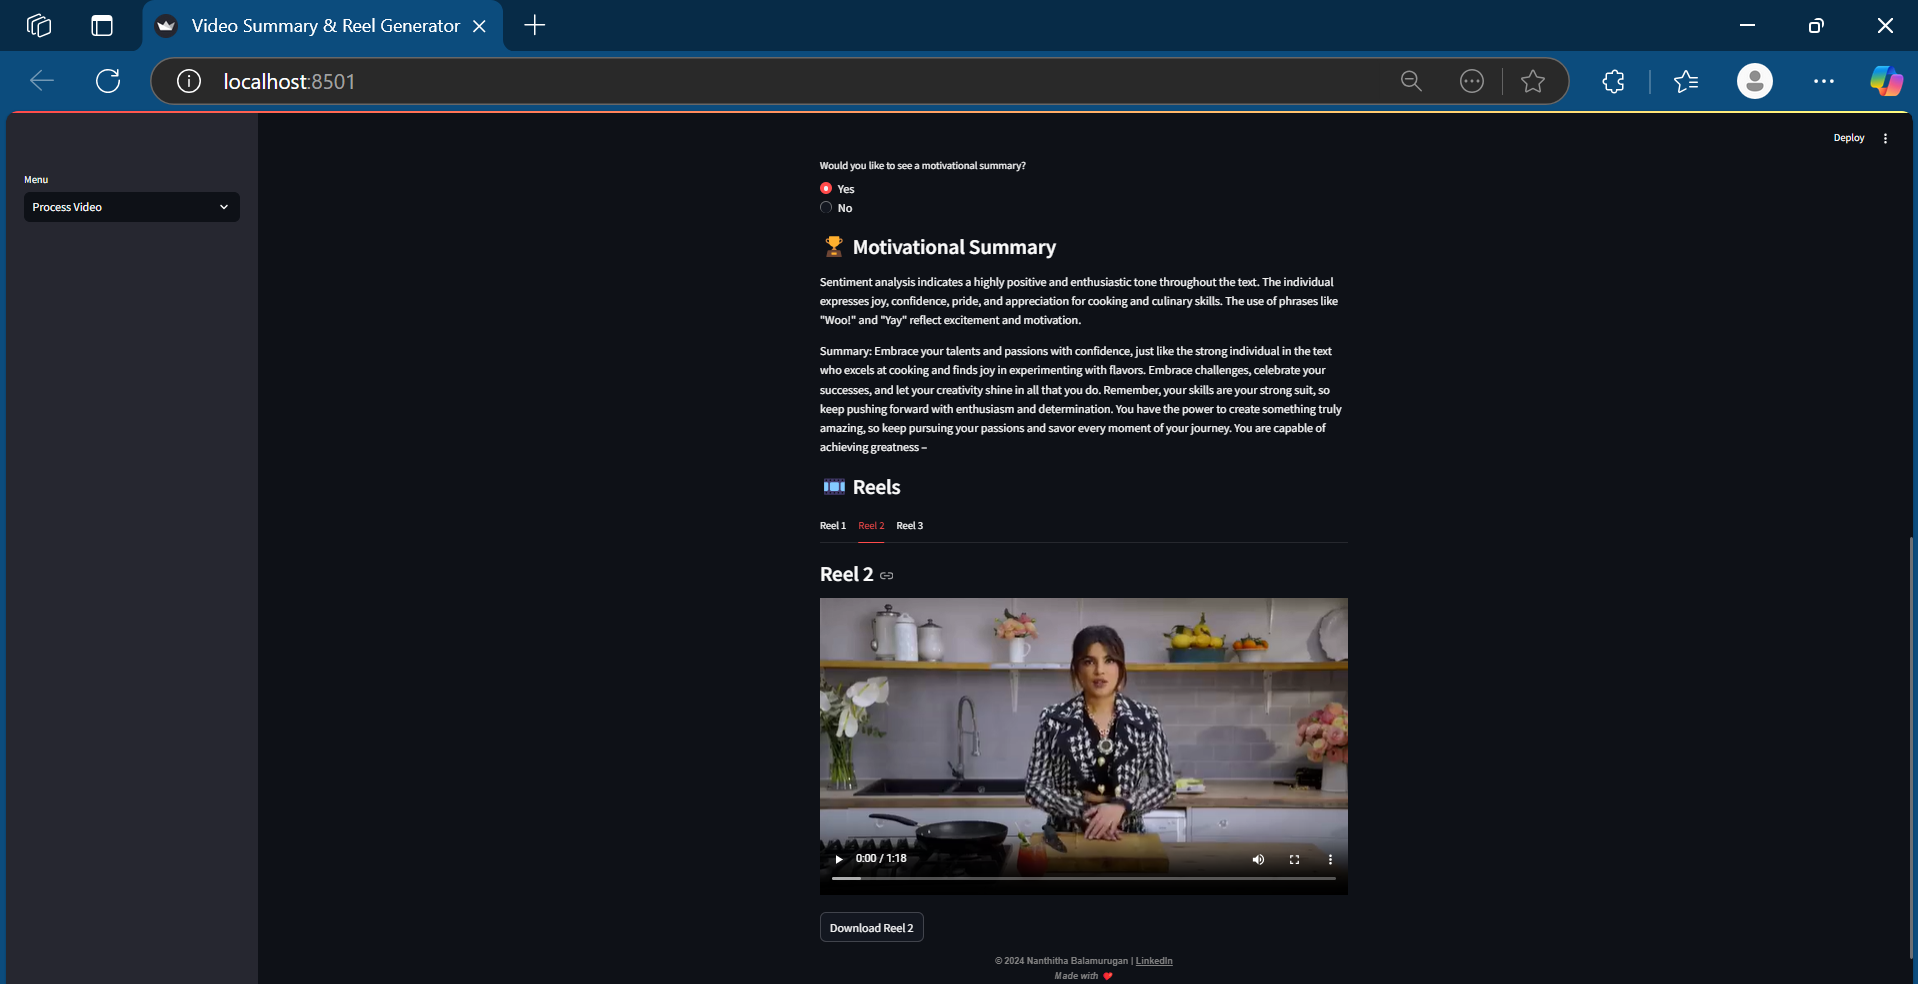 Video Summary & Reel Generator
localhost:8501
Deploy
Menu
Process Video
Would you like to see a motivational summary?
Yes
No
Motivational Summary
Sentiment analysis indicates a highly positive and enthusiastic tone throughout the text. The individual
expresses joy, confidence, pride, and appreciation for cooking and culinary skills. The use of phrases like
"Woo!" and "Yay" reflect excitement and motivation.
Summary: Embrace your talents and passions with confidence, just like the strong individual in the text
who excels at cooking and finds joy in experimenting with flavors. Embrace challenges, celebrate your
successes, and let your creativity shine in all that you do. Remember, your skills are your strong suit, so
keep pushing forward with enthusiasm and determination. You have the power to create something truly
amazing, so keep pursuing your passions and savor every moment of your journey. You are capable of
achieving greatness –
Reels
Reel 1 Reel 2 Reel 3
Reel 2
0:00 / 1:18
Download Reel 2
© 2024 Nanthitha Balamurugan | LinkedIn
Made with